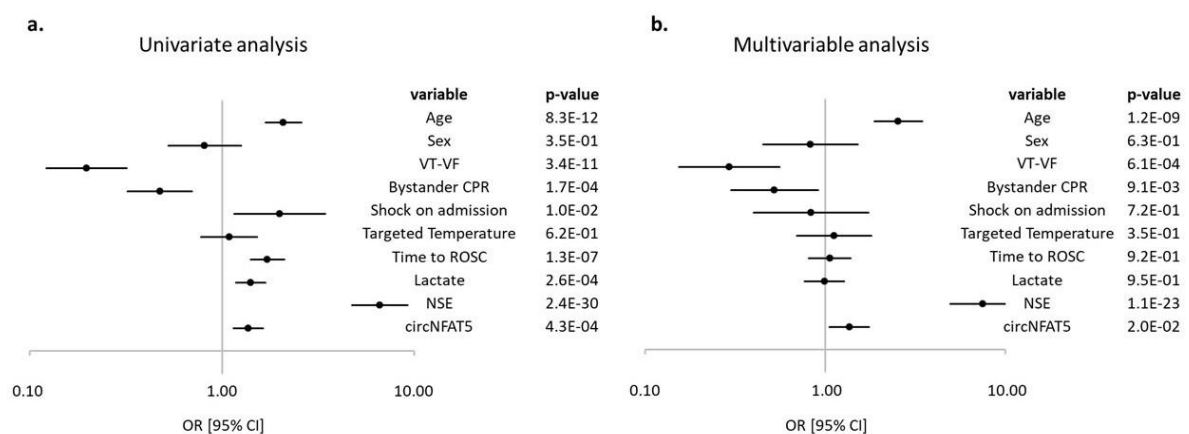 a.
Univariate analysis
variable p-value
Age 8.3E-12
Sex 3.5E-01
VT-VF 3.4E-11
Bystander CPR 1.7E-04
Shock on admission 1.0E-02
Targeted Temperature 6.2E-01
Time to ROSC 1.3E-07
Lactate 2.6E-04
NSE 2.4E-30
circNFAT5 4.3E-04
0.10 1.00 10.00
OR [95% CI]
b.
Multivariable analysis
variable p-value
Age 1.2E-09
Sex 6.3E-01
VT-VF 6.1E-04
Bystander CPR 9.1E-03
Shock on admission 7.2E-01
Targeted Temperature 3.5E-01
Time to ROSC 9.2E-01
Lactate 9.5E-01
NSE 1.1E-23
circNFAT5 2.0E-02
0.10 1.00 10.00
OR [95% CI]